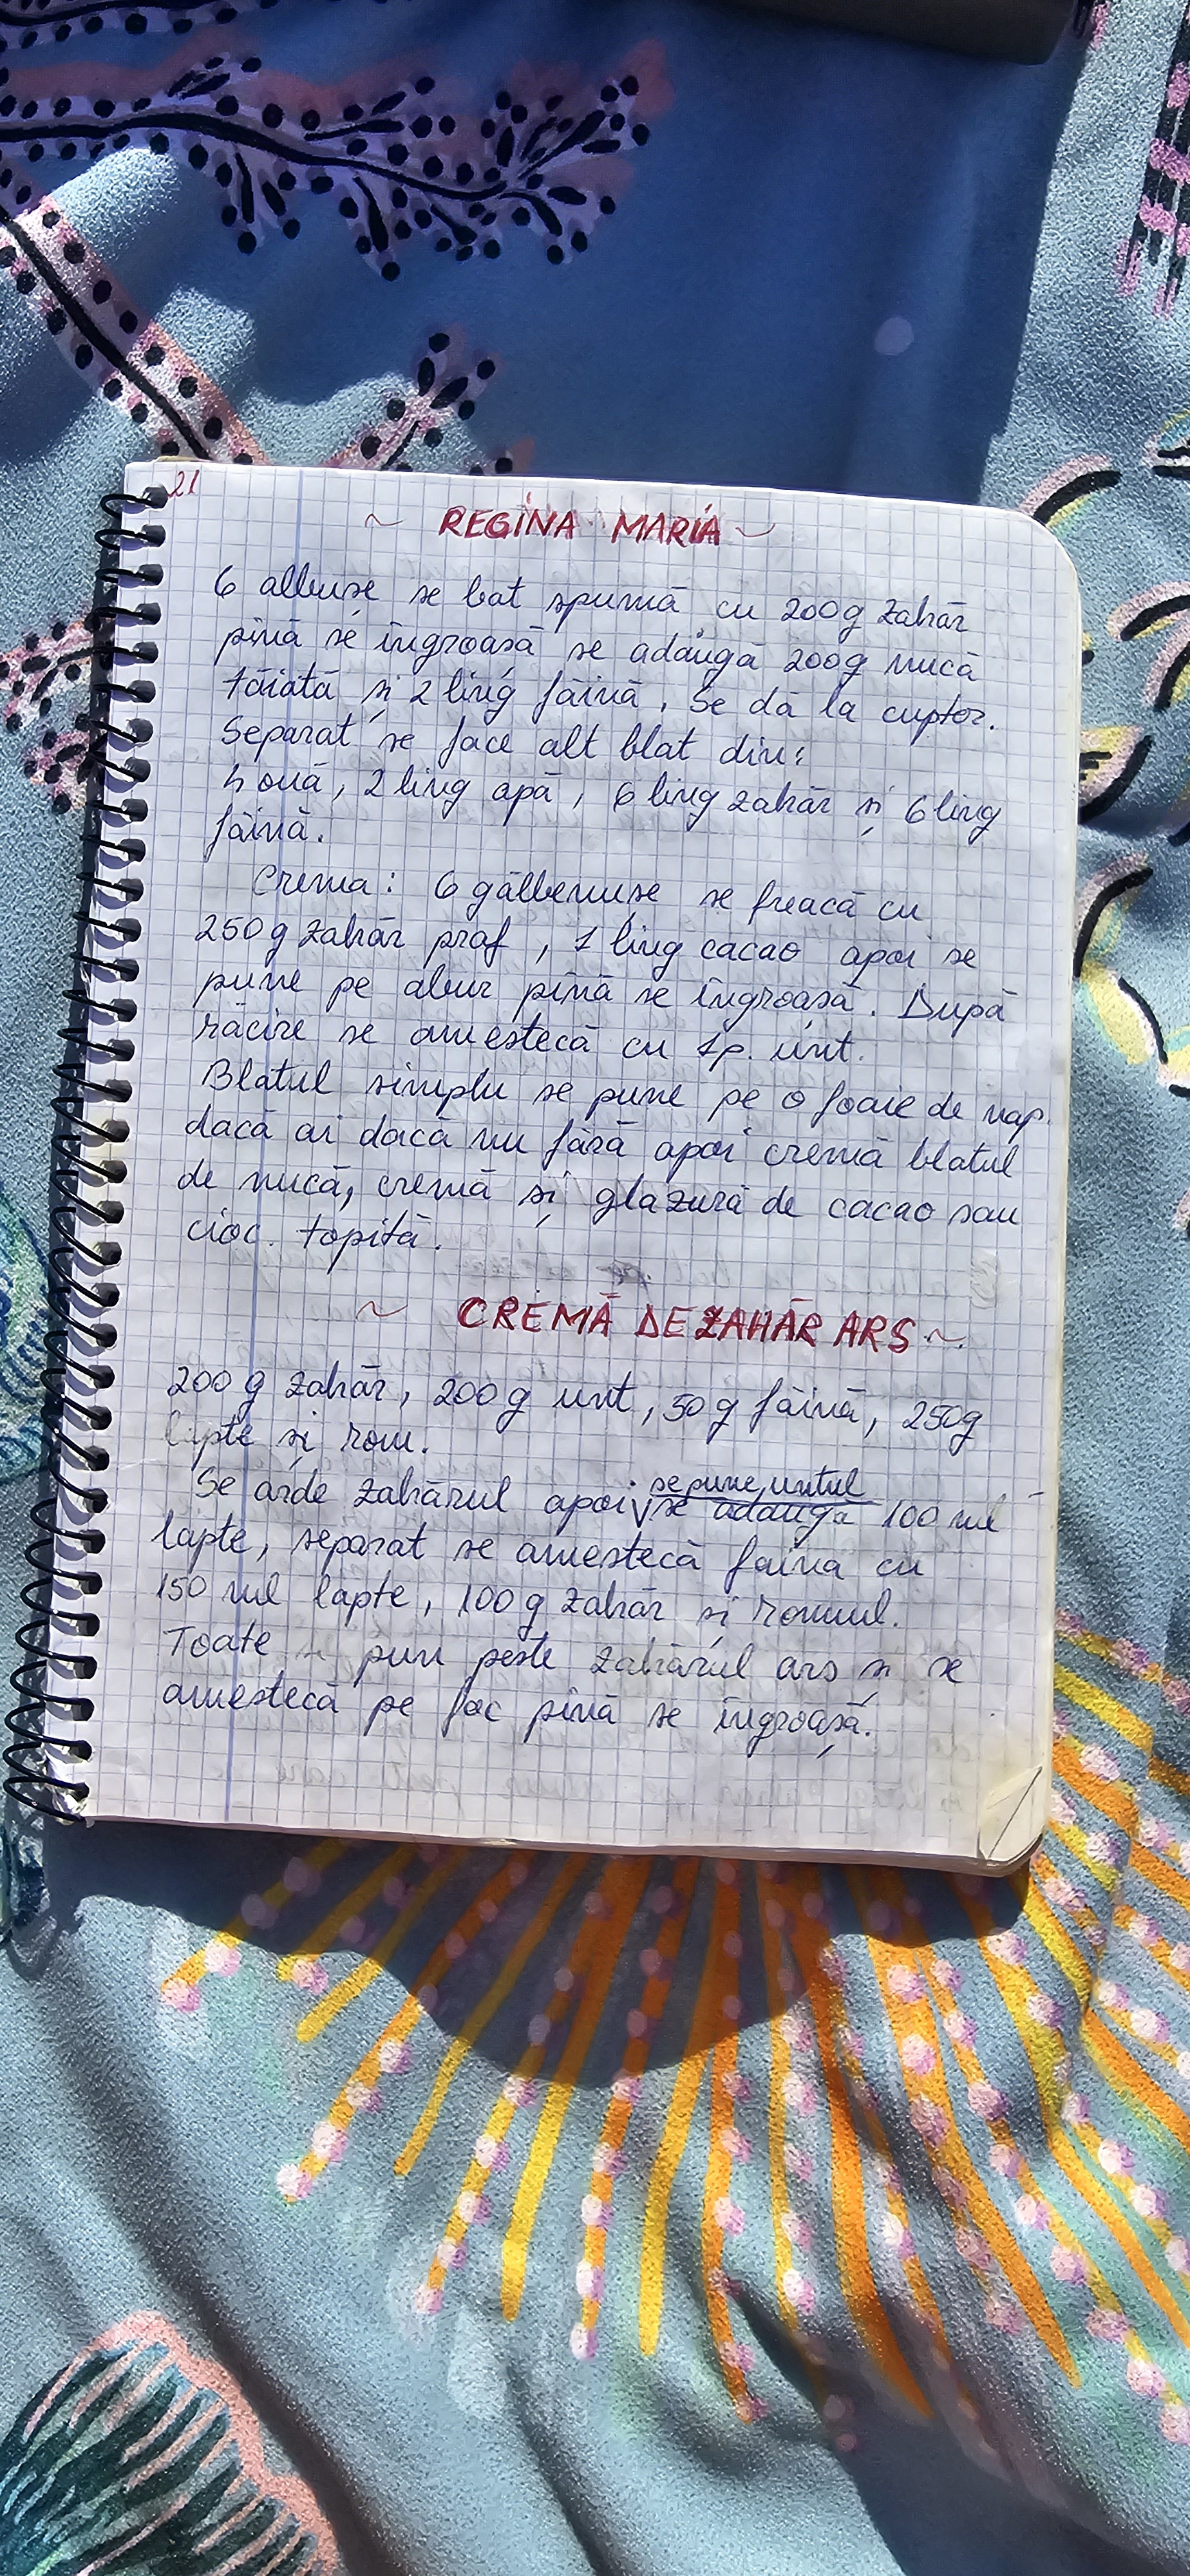 21
~ REGINA MARIA ~
6 albușe se bat spumă cu 200g zahăr
pînă se îngroașă se adaugă 200g nucă
tăiată și 2 ling făină. Se dă la cuptor.
Separat se face alt blat din:
4 ouă, 2 ling apă, 6 ling zahăr și 6 ling
făină.
Crema: 6 gălbenușe se freacă cu
250g zahăr praf, 1 ling cacao apoi se
pune pe abur pînă se îngroașă. După
răcire se amestecă cu 1p. unt.
Blatul simplu se pune pe o foaie de nap.
dacă ai dacă nu fără apoi cremă blatul
de nucă, cremă și glazură de cacao sau
cioc. topită.
~ CREMĂ DE ZAHĂR ARS ~
200g zahăr, 200g unt, 50g făină, 250g
lapte și rom.
se pune untul
Se arde zahărul apoi se adaugă 100 ml
lapte, separat se amestecă faina cu
150 ml lapte, 100g zahăr și romul.
Toate se pun peste zahărul ars și se
amestecă pe foc pînă se îngroașă.